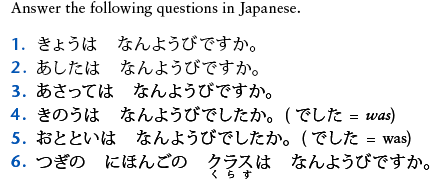 Answer the following questions in Japanese.
1. きょうは　なんようびですか。
2. あしたは　なんようびですか。
3. あさっては　なんようびですか。
4. きのうは　なんようびでしたか。( でした = was)
5. おとといは　なんようびでしたか。( でした = was)
6. つぎの　にほんごの　クラスは　なんようびですか。
くらす